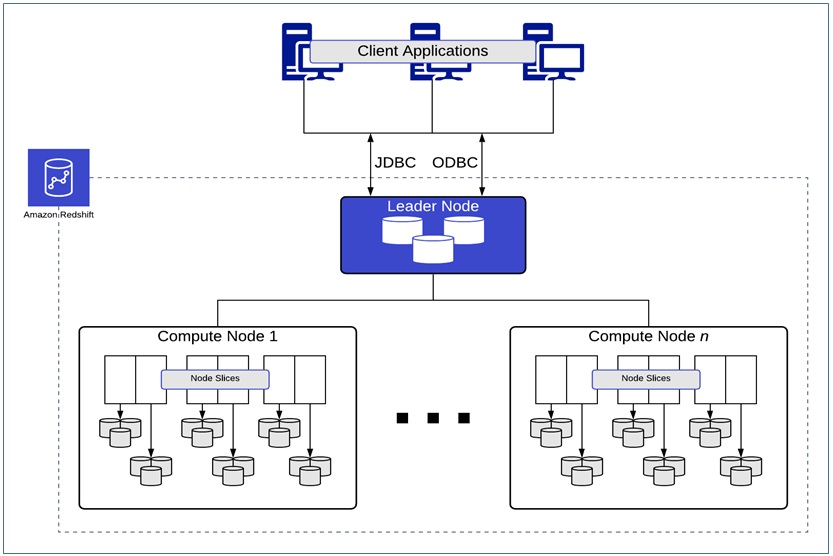 Client Applications
JDBC
ODBC
Amazon Redshift
Leader Node
Compute Node 1
Compute Node n
Node Slices
Node Slices